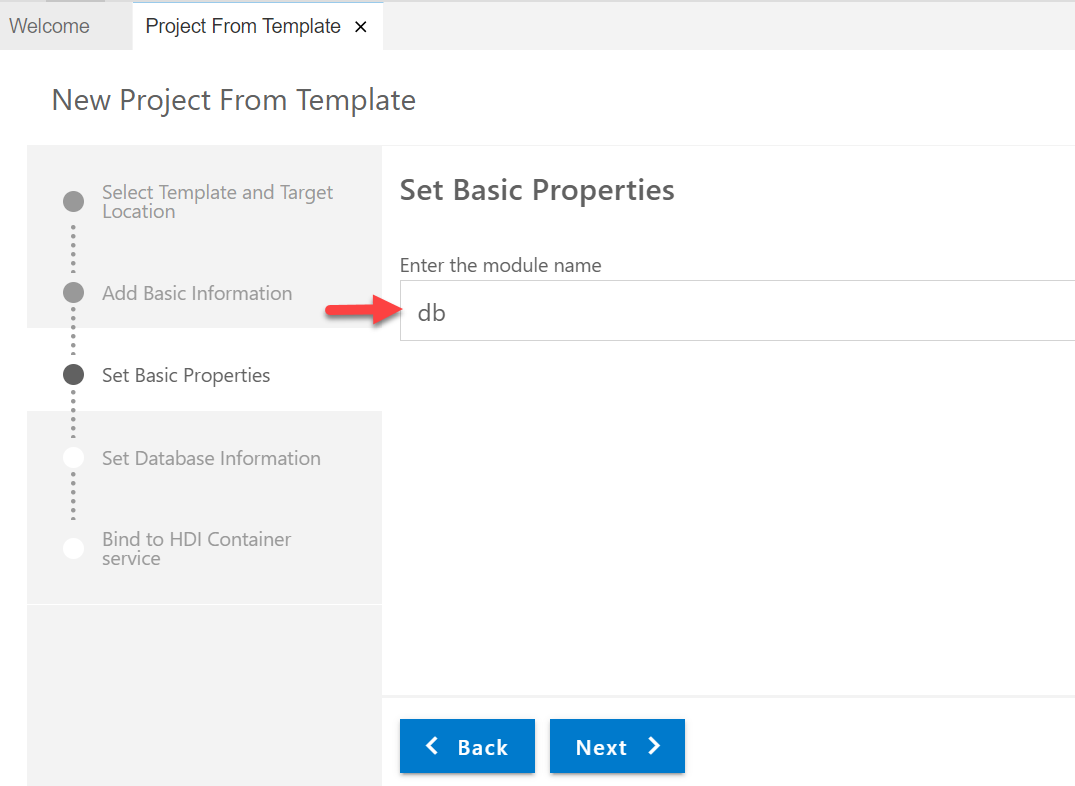 Welcome
Project From Template
New Project From Template
Select Template and Target
Location
Add Basic Information
Set Basic Properties
Set Database Information
Bind to HDI Container
service
Set Basic Properties
Enter the module name
db
Back
Next